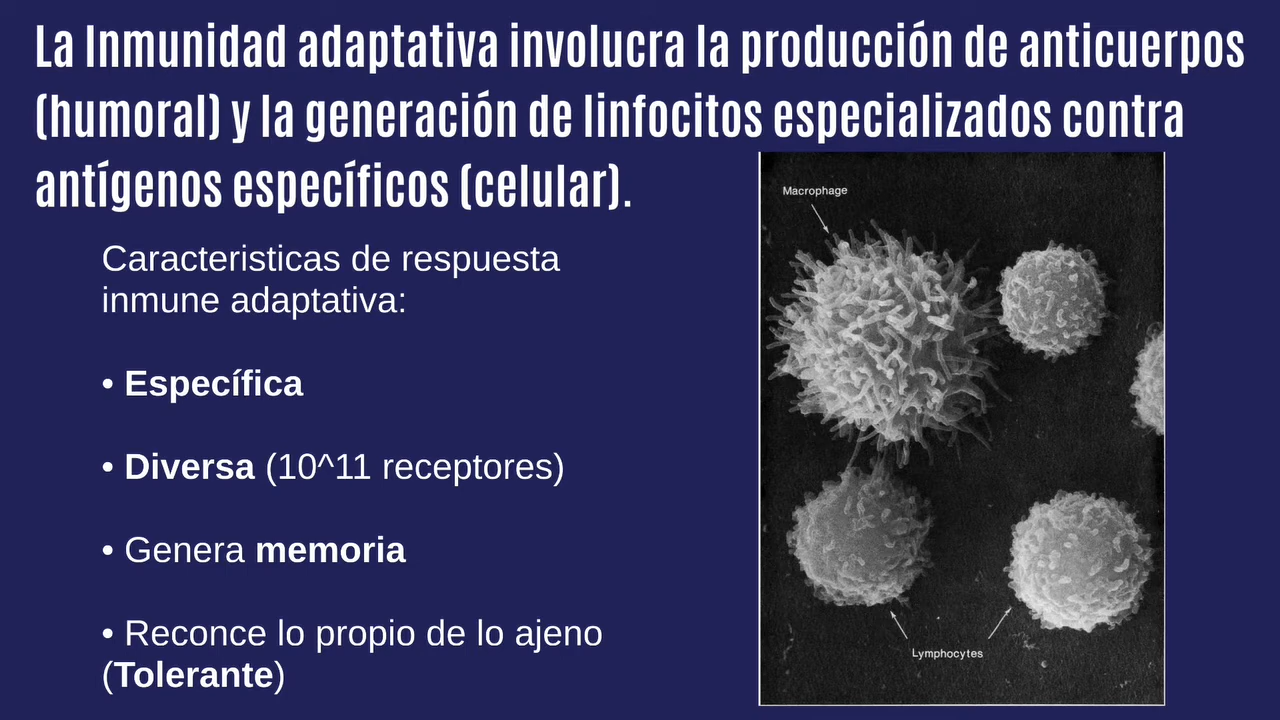 La Inmunidad adaptativa involucra la producción de anticuerpos
(humoral) y la generación de linfocitos especializados contra
antígenos específicos (celular).
Caracteristicas de respuesta
inmune adaptativa:
• Específica
• Diversa (10^11 receptores)
• Genera memoria
• Reconce lo propio de lo ajeno
(Tolerante)
Macrophage
Lymphocytes